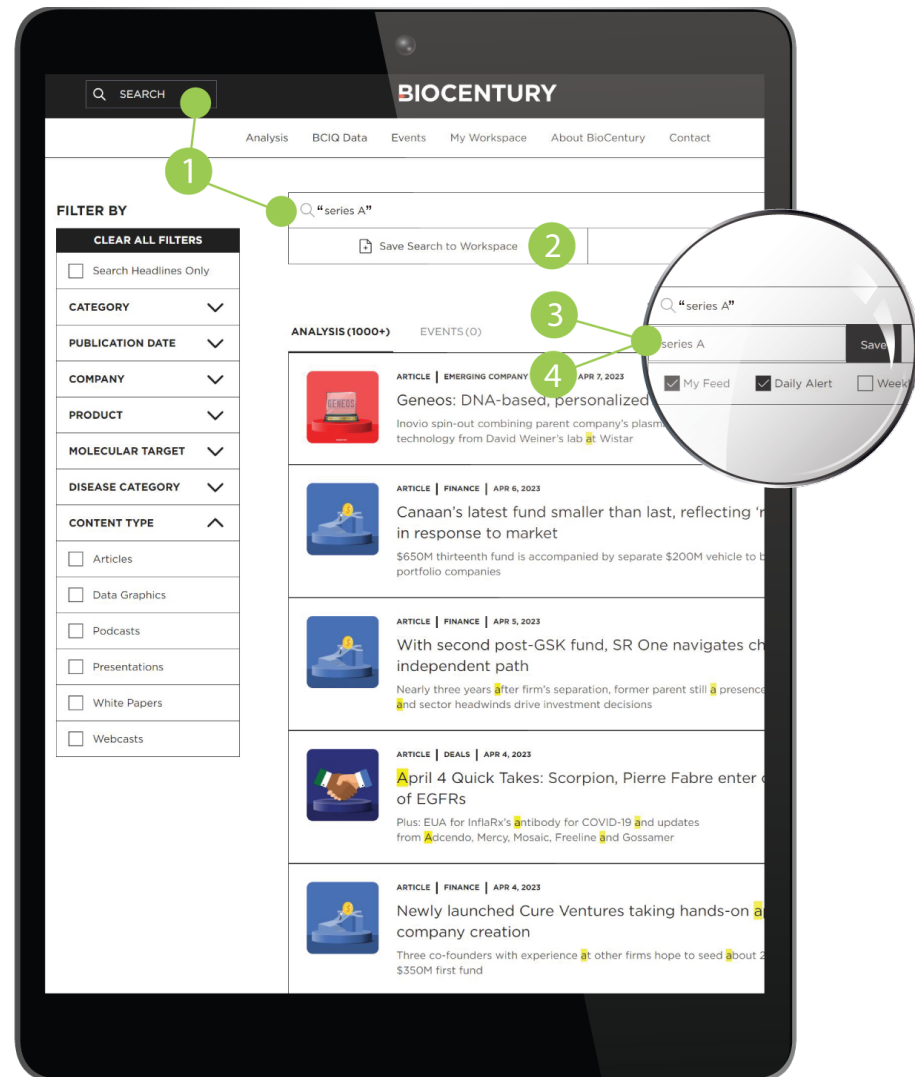 SEARCH
BIOCENTURY
Analysis BCIQ Data Events My Workspace About BioCentury Contact
1
FILTER BY
CLEAR ALL FILTERS
Search Headlines Only
CATEGORY
PUBLICATION DATE
COMPANY
PRODUCT
MOLECULAR TARGET
DISEASE CATEGORY
CONTENT TYPE
Articles
Data Graphics
Podcasts
Presentations
White Papers
Webcasts
“series A”
Save Search to Workspace
2
3
4
“series A”
series A
Save
My Feed Daily Alert
ANALYSIS (1000+) EVENTS (0)
ARTICLE | EMERGING COMPANY APR 7, 2023
GENEOS
Geneos: DNA-based, personalized
Inovio spin-out combining parent company's
technology from David Weiner's lab at Wistar
ARTICLE | FINANCE | APR 6, 2023
Canaan's latest fund smaller than last, reflecting
in response to market
$650M thirteenth fund is accompanied by separate $200M vehicle to
portfolio companies
ARTICLE | FINANCE | APR 5, 2023
With second post-GSK fund, SR One navigates
independent path
Nearly three years after firm's separation, former parent still a presence
and sector headwinds drive investment decisions
ARTICLE | DEALS | APR 4, 2023
April 4 Quick Takes: Scorpion, Pierre Fabre enter
of EGFRs
Plus: EUA for InflaRx's antibody for COVID-19 and updates
from Adcendo, Mercy, Mosaic, Freeline and Gossamer
ARTICLE | FINANCE | APR 4, 2023
Newly launched Cure Ventures taking hands-on
company creation
Three co-founders with experience at other firms hope to seed about
$350M first fund